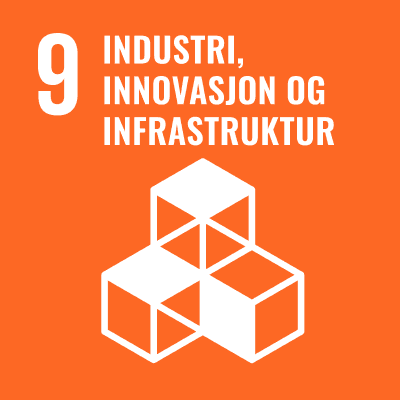 9 INDUSTRI,
INNOVASJON OG
INFRASTRUKTUR